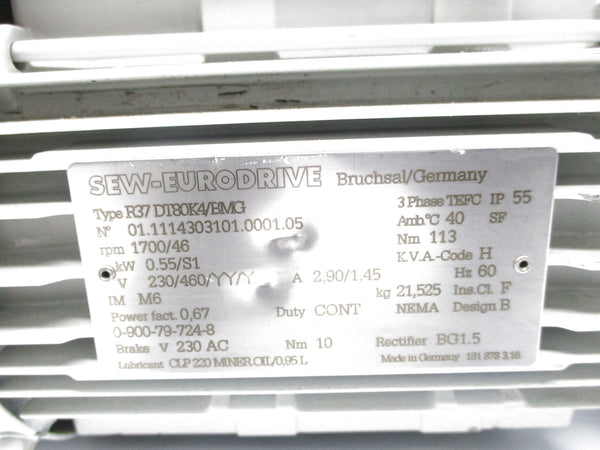 SEW-EURODRIVE Bruchsal/Germany
Type R37 DT80K4/BMG 3 Phase TEFC IP 55
N° 01.1114303101.0001.05 Amb°C 40 SF
rpm 1700/46 Nm 113
kW 0.55/S1 K.V.A.-Code H
V 230/460/YY/Y A 2,90/1,45 Hz 60
IM M6 kg 21,525 Ins.Cl. F
Power fact. 0,67 Duty CONT NEMA Design B
0-900-79-724-8
Brake V 230 AC Nm 10 Rectifier BG1.5
Lubricant CLP 220 MINER.OIL/0,95 L Made in Germany 181 878 3.16